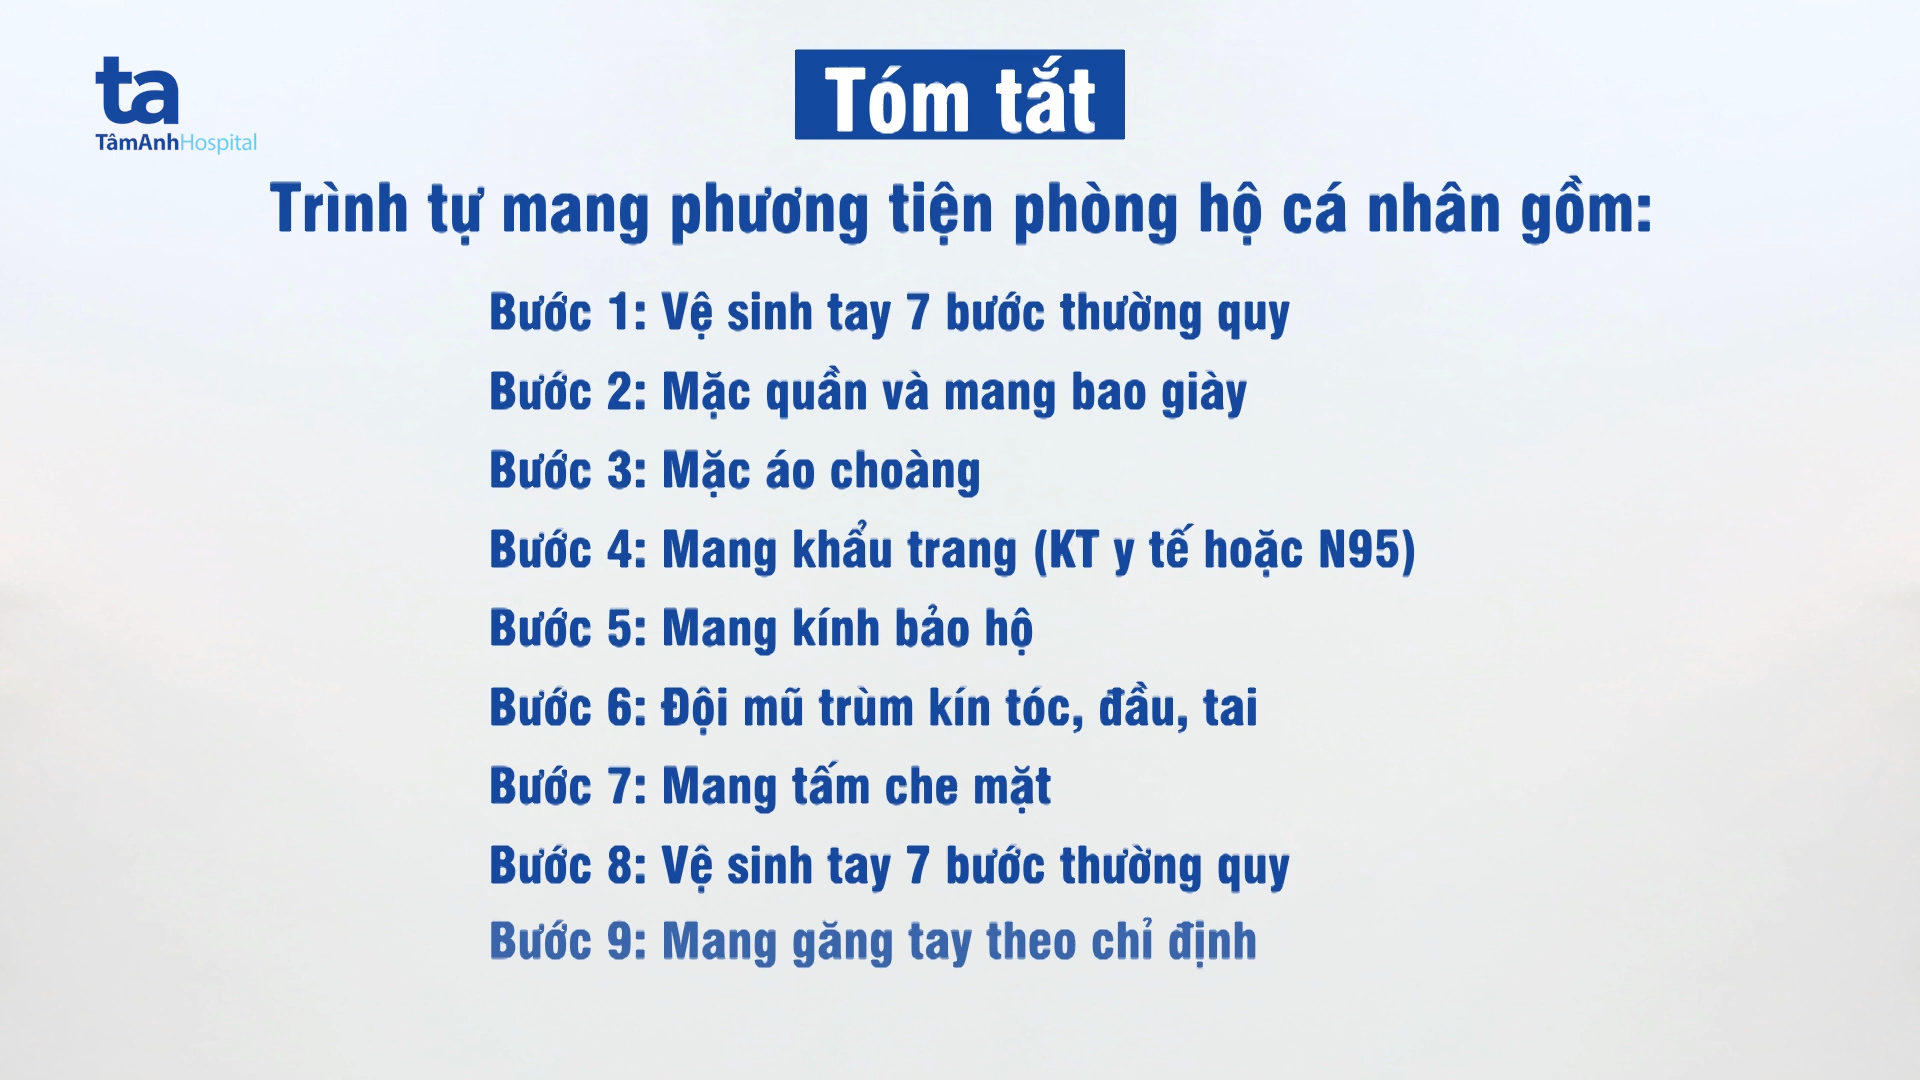 ta
TâmAnhHospital
Tóm tắt
Trình tự mang phương tiện phòng hộ cá nhân gồm:
Bước 1: Vệ sinh tay 7 bước thường quy
Bước 2: Mặc quần và mang bao giày
Bước 3: Mặc áo choàng
Bước 4: Mang khẩu trang (KT y tế hoặc N95)
Bước 5: Mang kính bảo hộ
Bước 6: Đội mũ trùm kín tóc, đầu, tai
Bước 7: Mang tấm che mặt
Bước 8: Vệ sinh tay 7 bước thường quy
Bước 9: Mang găng tay theo chỉ định